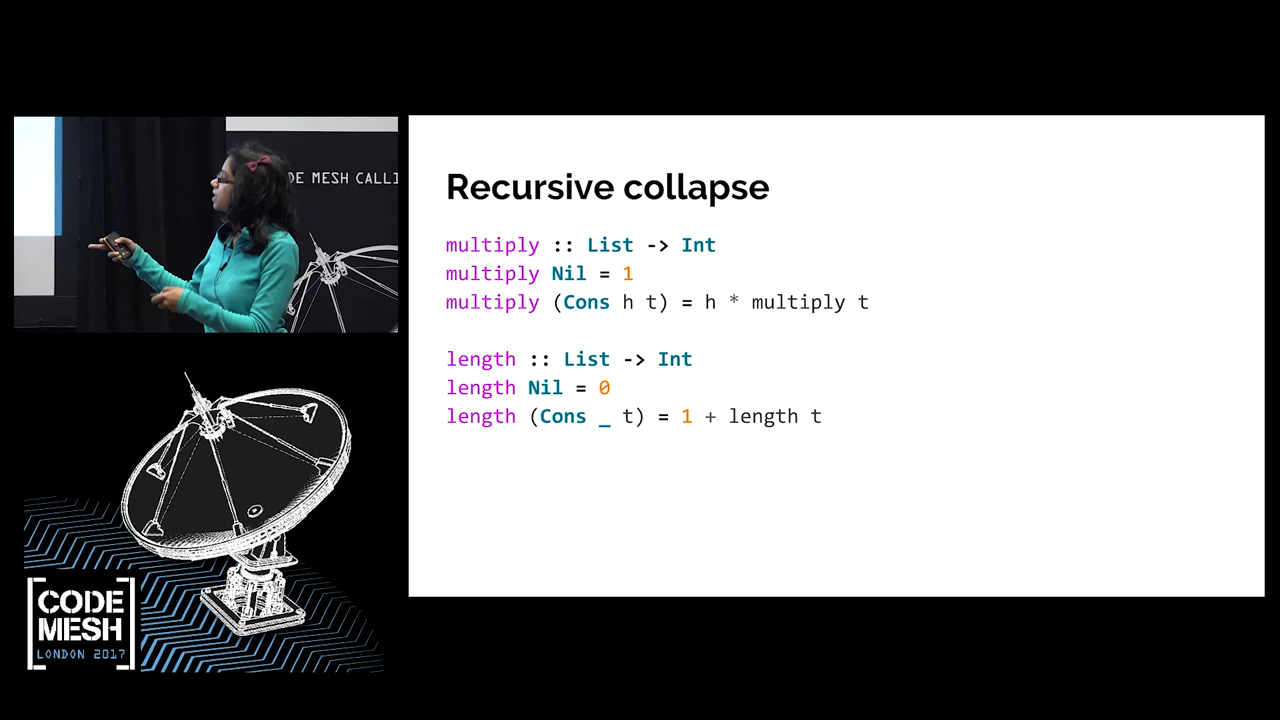 DE MESH CALLI
Recursive collapse
multiply :: List -> Int
multiply Nil = 1
multiply (Cons h t) = h * multiply t
length :: List -> Int
length Nil = 0
length (Cons _ t) = 1 + length t
CODE
MESH
LONDON 2017